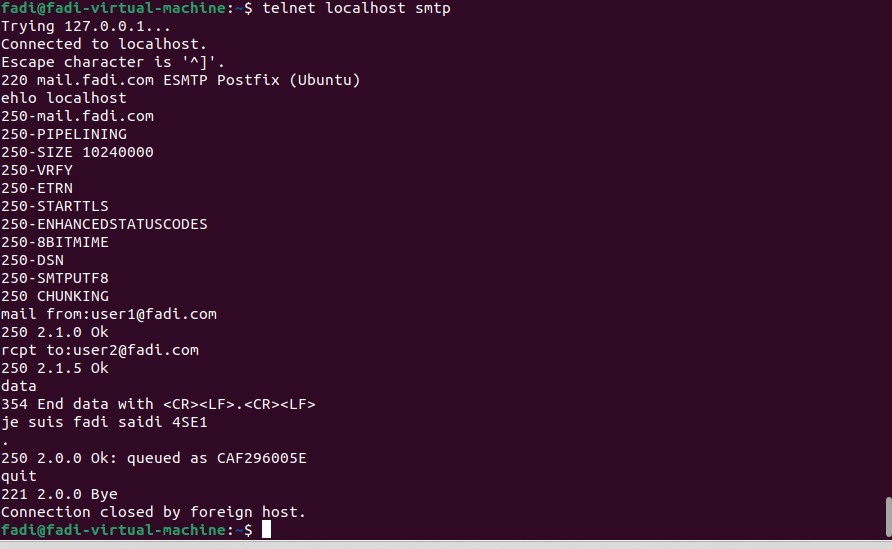 fadi@fadi-virtual-machine:~$ telnet localhost smtp
Trying 127.0.0.1...
Connected to localhost.
Escape character is '^]'.
220 mail.fadi.com ESMTP Postfix (Ubuntu)
ehlo localhost
250-mail.fadi.com
250-PIPELINING
250-SIZE 10240000
250-VRFY
250-ETRN
250-STARTTLS
250-ENHANCEDSTATUSCODES
250-8BITMIME
250-DSN
250-SMTPUTF8
250 CHUNKING
mail from:user1@fadi.com
250 2.1.0 Ok
rcpt to:user2@fadi.com
250 2.1.5 Ok
data
354 End data with <CR><LF>.<CR><LF>
je suis fadi saidi 4SE1
.
250 2.0.0 Ok: queued as CAF296005E
quit
221 2.0.0 Bye
Connection closed by foreign host.
fadi@fadi-virtual-machine:~$